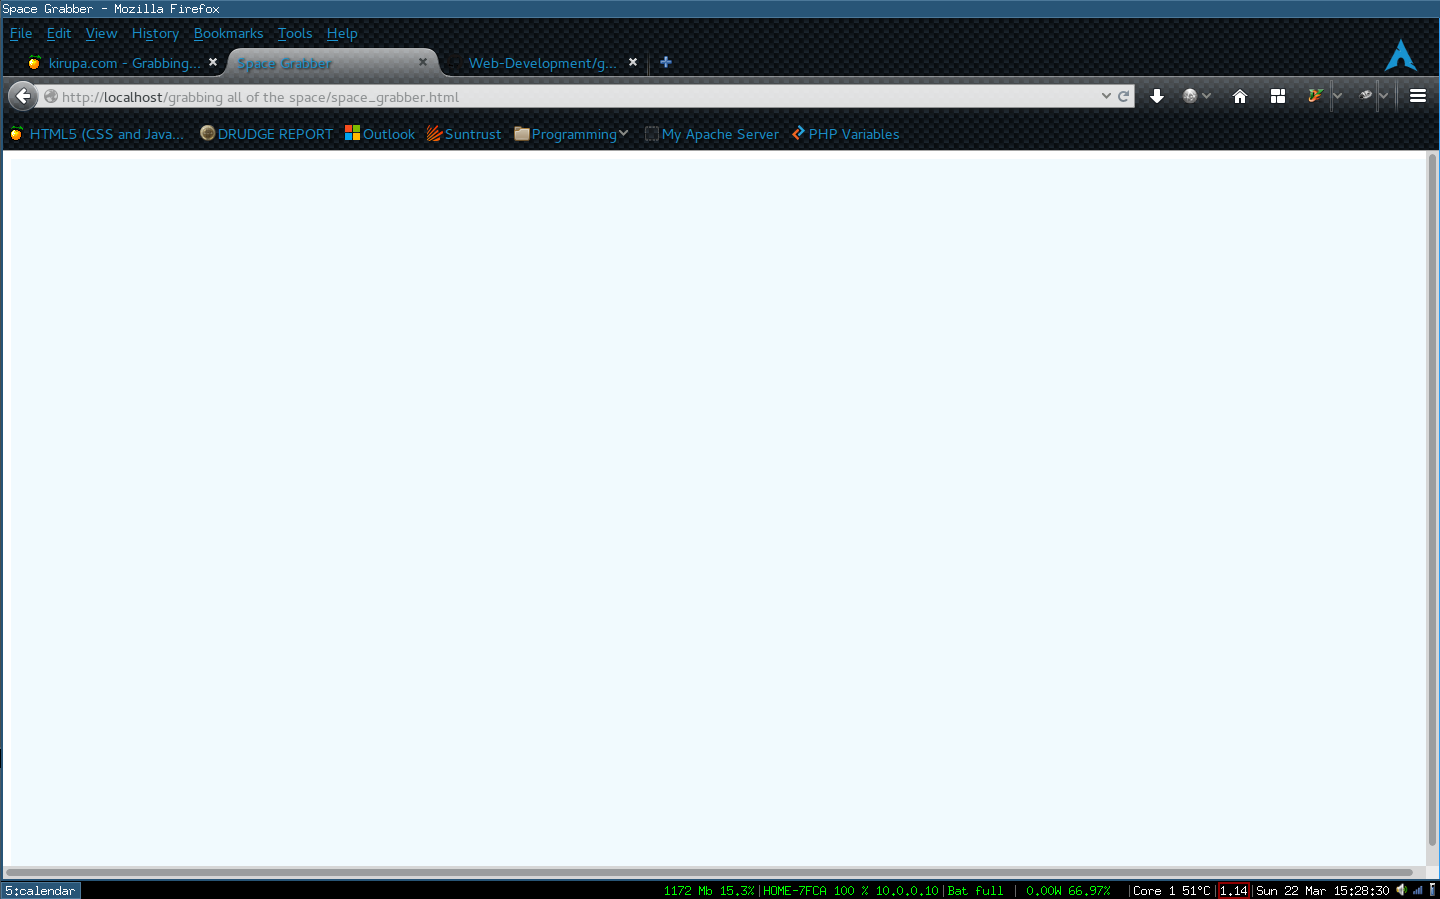 Space Grabber - Mozilla Firefox
File Edit View History Bookmarks Tools Help
kirupa.com - Grabbing... Space Grabber Web-Development/g...
http://localhost/grabbing all of the space/space_grabber.html
HTML5 (CSS and Java... DRUDGE REPORT Outlook Suntrust Programming My Apache Server PHP Variables
5:calendar 1172 Mb 15.3%|HOME-7FCA 100 % 10.0.0.10|Bat full | 0.00W 66.97% |Core 1 51°C|1.14|Sun 22 Mar 15:28:30